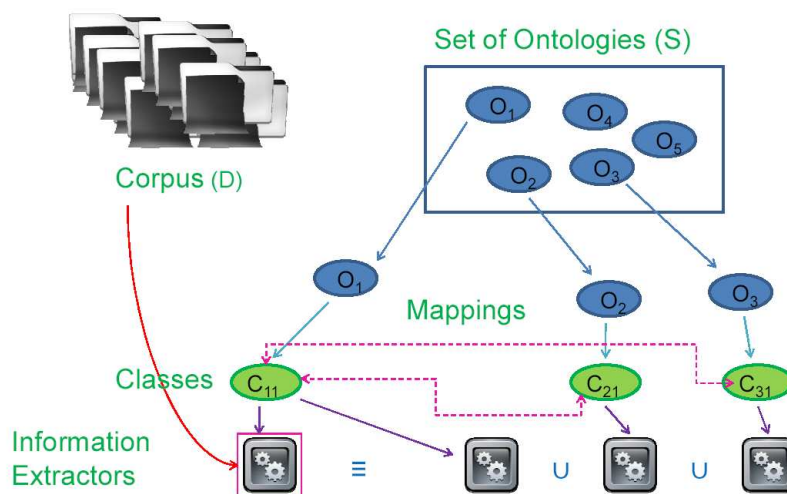 Set of Ontologies (S)
O1
O4
O5
O2
O3
Corpus (D)
O1
O2
O3
Mappings
Classes
C11
C21
C31
Information
Extractors
≡
∪
∪